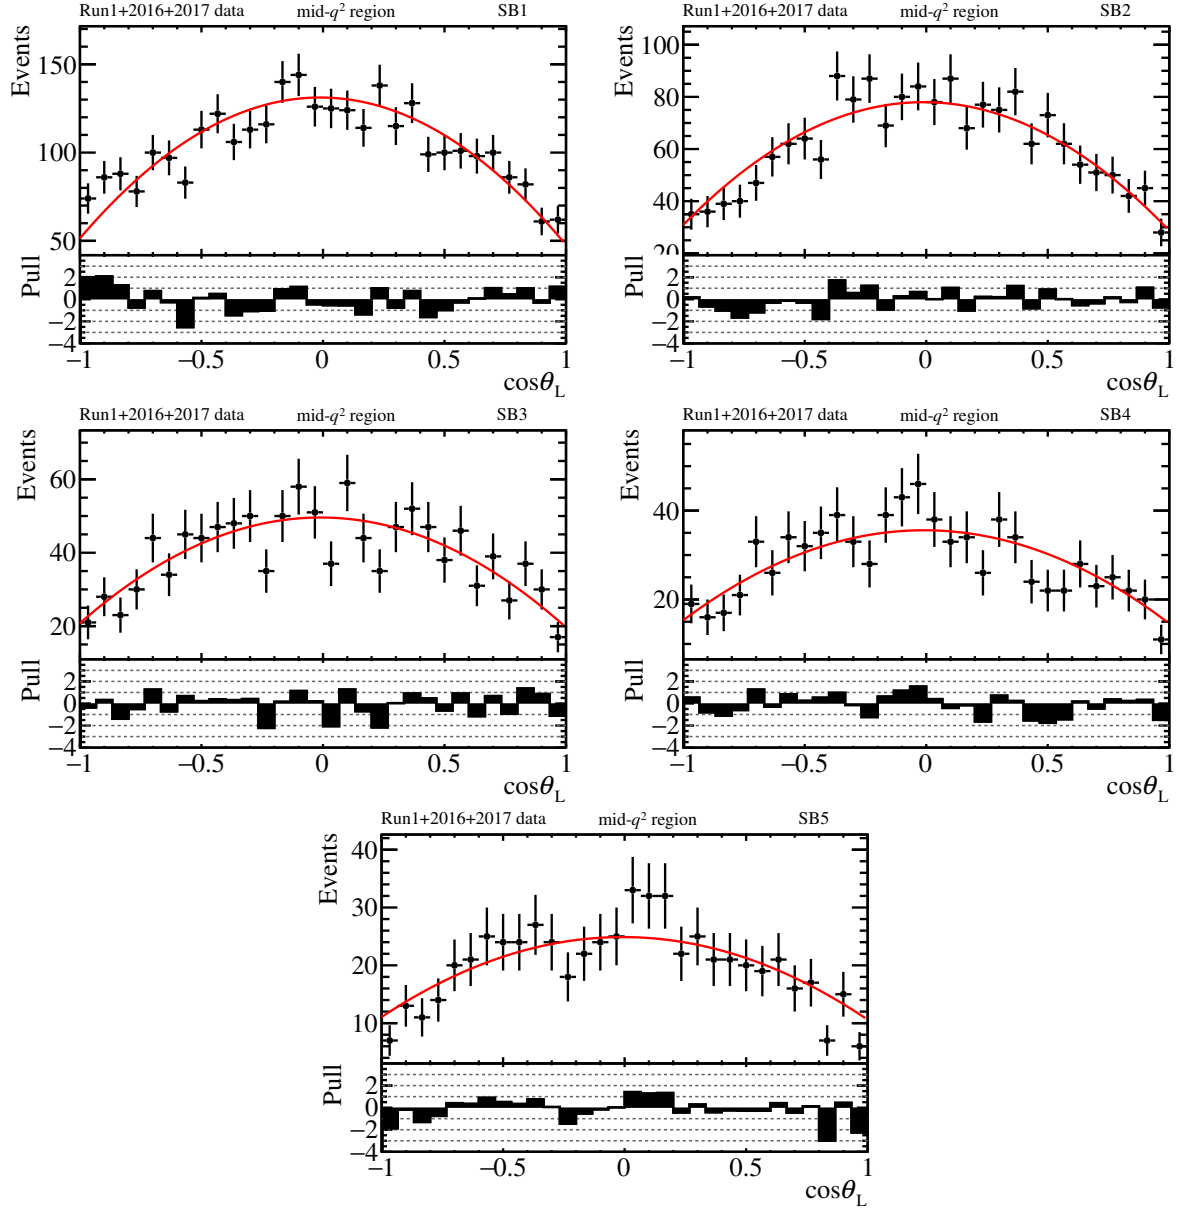 Run1+2016+2017 data mid-q² region SB1
Events
150
100
50
Pull
2
0
−2
−4
−1 −0.5 0 0.5 1
cosθ_L
Run1+2016+2017 data mid-q² region SB2
Events
100
80
60
40
20
Pull
2
0
−2
−4
−1 −0.5 0 0.5 1
cosθ_L
Run1+2016+2017 data mid-q² region SB3
Events
60
40
20
Pull
2
0
−2
−4
−1 −0.5 0 0.5 1
cosθ_L
Run1+2016+2017 data mid-q² region SB4
Events
40
20
Pull
2
0
−2
−4
−1 −0.5 0 0.5 1
cosθ_L
Run1+2016+2017 data mid-q² region SB5
Events
40
30
20
10
Pull
2
0
−2
−4
−1 −0.5 0 0.5 1
cosθ_L